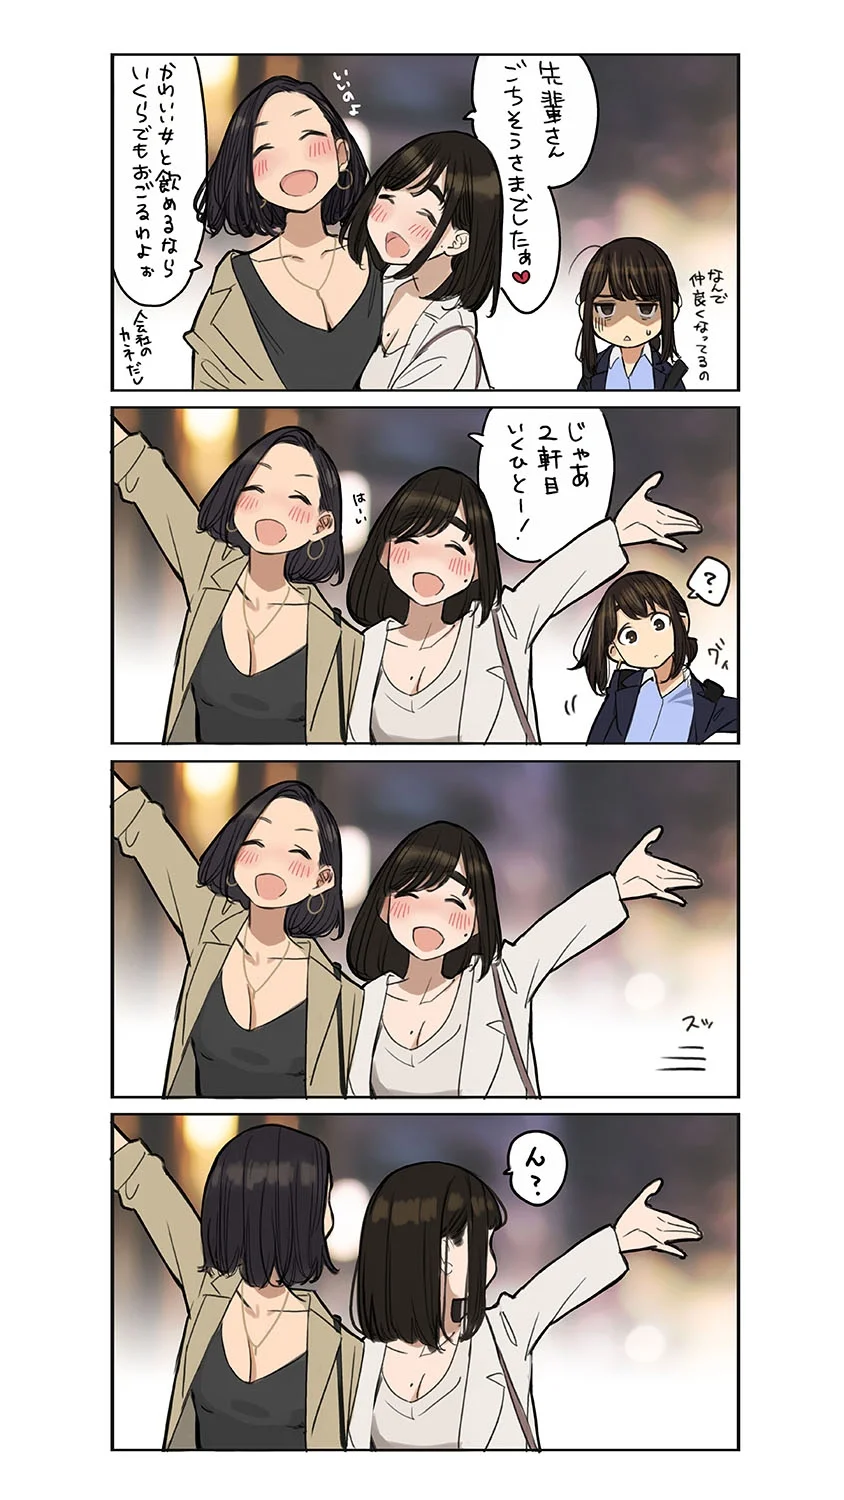 先輩さん
ごちそうさまでしたぁ♥
いいのよ
かわいい女と飲めるなら
いくらでもおごるわよぉ
会社の
カネだし
なんで
仲良くなってるの
じゃあ
2軒目
いくひとー!
はーい
?
ヴィ
スッ
ん?